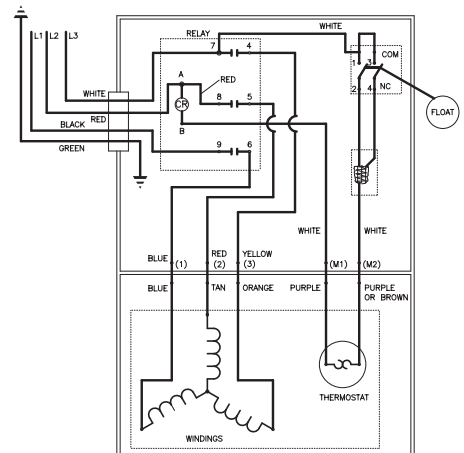 WHITE
RELAY
L1 L2 L3
7 4
1 3 COM
A
RED
2 4 NC
WHITE
8 5
CR
FLOAT
RED
BLACK
B
GREEN
9 6
WHITE WHITE
BLUE (1) RED (2) YELLOW (3) (M1) (M2)
BLUE TAN ORANGE PURPLE PURPLE OR BROWN
THERMOSTAT
WINDINGS